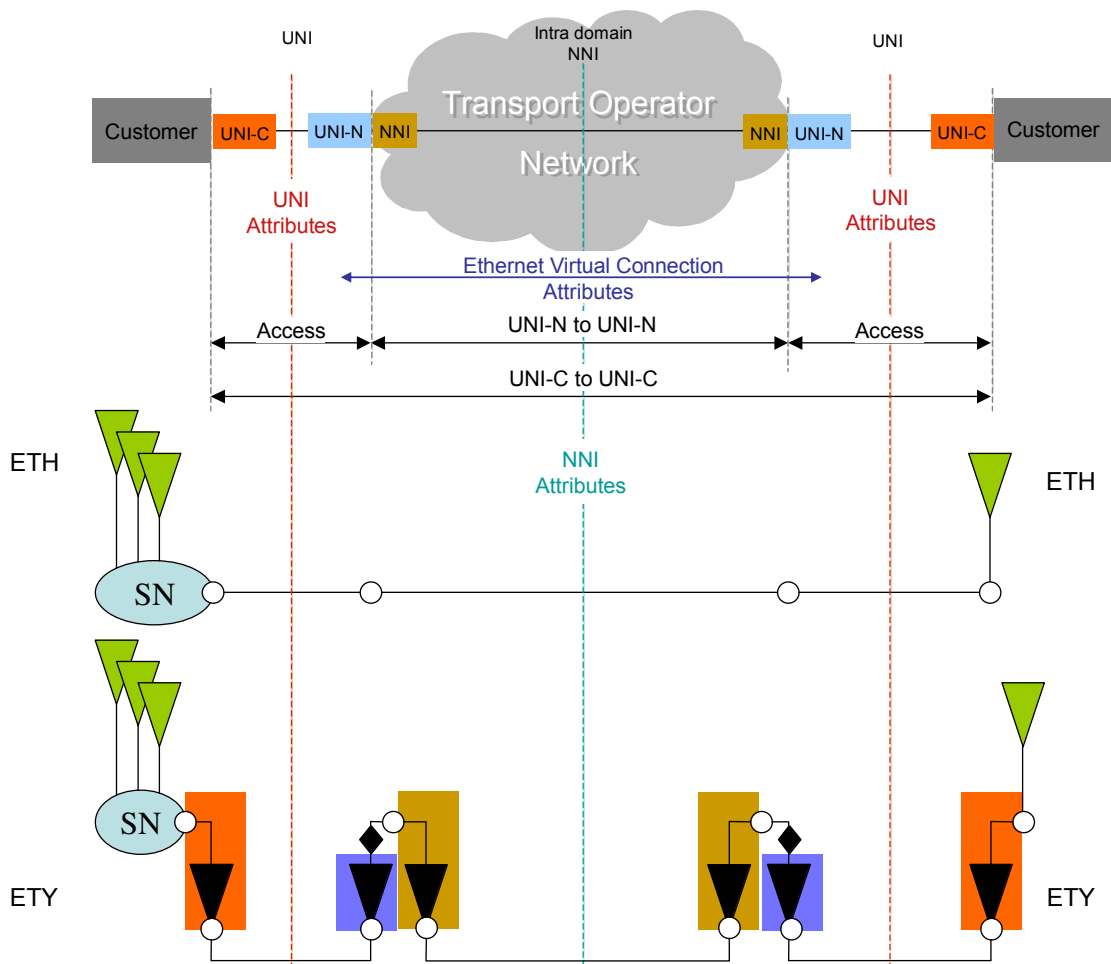 UNI
Intra domain
NNI
UNI
Transport Operator
Network
Customer
UNI-C
UNI-N
NNI
NNI
UNI-N
UNI-C
Customer
UNI
Attributes
UNI
Attributes
Ethernet Virtual Connection
Attributes
Access
UNI-N to UNI-N
Access
UNI-C to UNI-C
ETH
NNI
Attributes
ETH
SN
SN
ETY
ETY